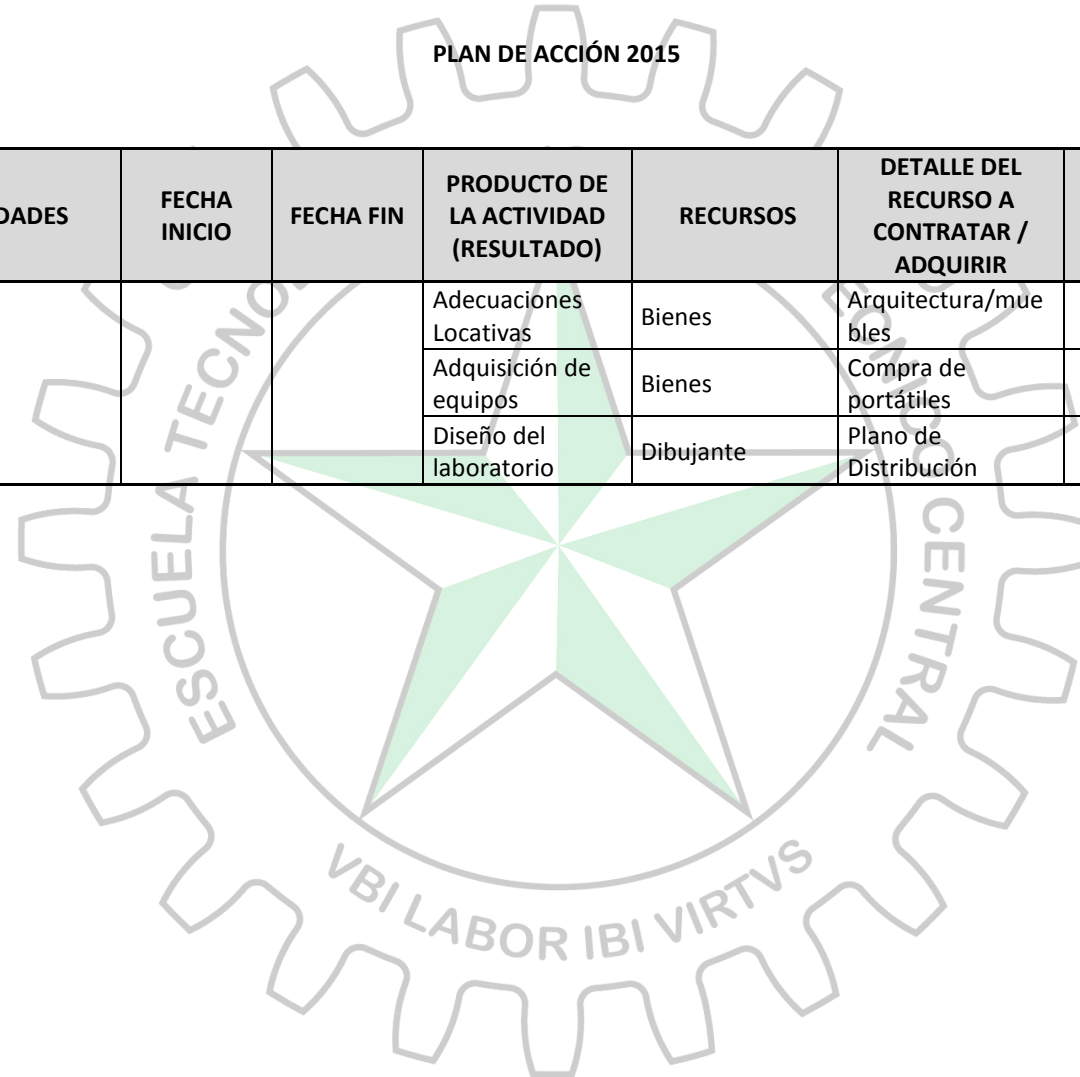 PLAN DE ACCIÓN 2015
DADES
FECHA
INICIO
FECHA FIN
PRODUCTO DE
LA ACTIVIDAD
(RESULTADO)
RECURSOS
DETALLE DEL
RECURSO A
CONTRATAR /
ADQUIRIR
Adecuaciones
Locativas
Bienes
Arquitectura/mue
bles
Adquisición de
equipos
Bienes
Compra de
portátiles
Diseño del
laboratorio
Dibujante
Plano de
Distribución
ESCUELA TECNO
CENTRAL
VBI LABOR IBI VIRTVS